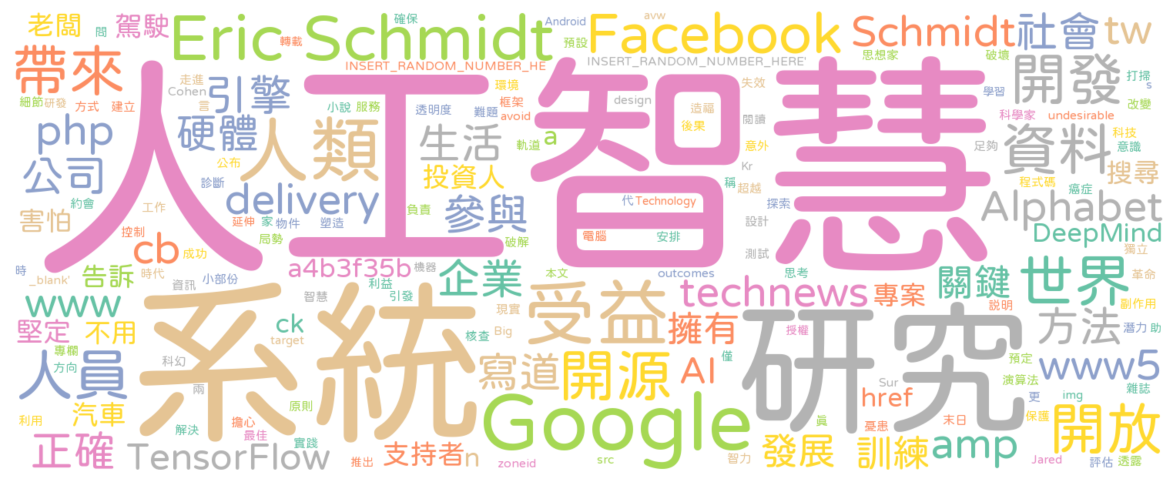 老闆 問 駕駛 Eric Schmidt 確保 Android avw Facebook Schmidt 社會 tw
轉載 預設 思想家 破壞
帶來 走進 引擎 INSERT_RANDOM_NUMBER_HE INSERT_RANDOM_NUMBER_HERE' 失效 開發 打掃 s
細節 研發 方式 建立 Cohen 言 小說 服務 環境 框架 avoid 學習 改變
php 硬體 人類 透明度 難題 design 造福 後果 科學家 undesirable
人工智慧
公布 生活 a 軌道 閱讀 意外 足夠 資料 意識 科技
公司 診斷 投資人 Kr 超越 程式碼 癌症 搜尋
害怕 約會 delivery 負責 參與 稱 代 Technology 探索 Alphabet
工作 延伸 家 物件 塑造 設計
控制 cb 成功 局勢 破解 電腦 安排 測試 DeepMind 獨立
時 _blank' 告訴 時代 小部份 a4b3f35b 機器 企業 本文 outcomes 思考 關鍵 世界 革命
www 資訊 智慧 利益 引發 受益 technews 專案 說明 副作用
堅定 不用 ck target 核查 現實 Big 擁有 授權 方法 潛力 助
系統 研究
人員 專欄 方向 科幻 寫道 開源 僅 AI 預定 www5
兩 Sur 演算法 雜誌
利用 汽車 原則 擔心 Google href 更 img
正確 解決 最佳 實踐 憂患 末日 保護 開放
TensorFlow 推出 支持者 n zoneid src 智力 真 發展 訓練 amp Jared 評估 透露